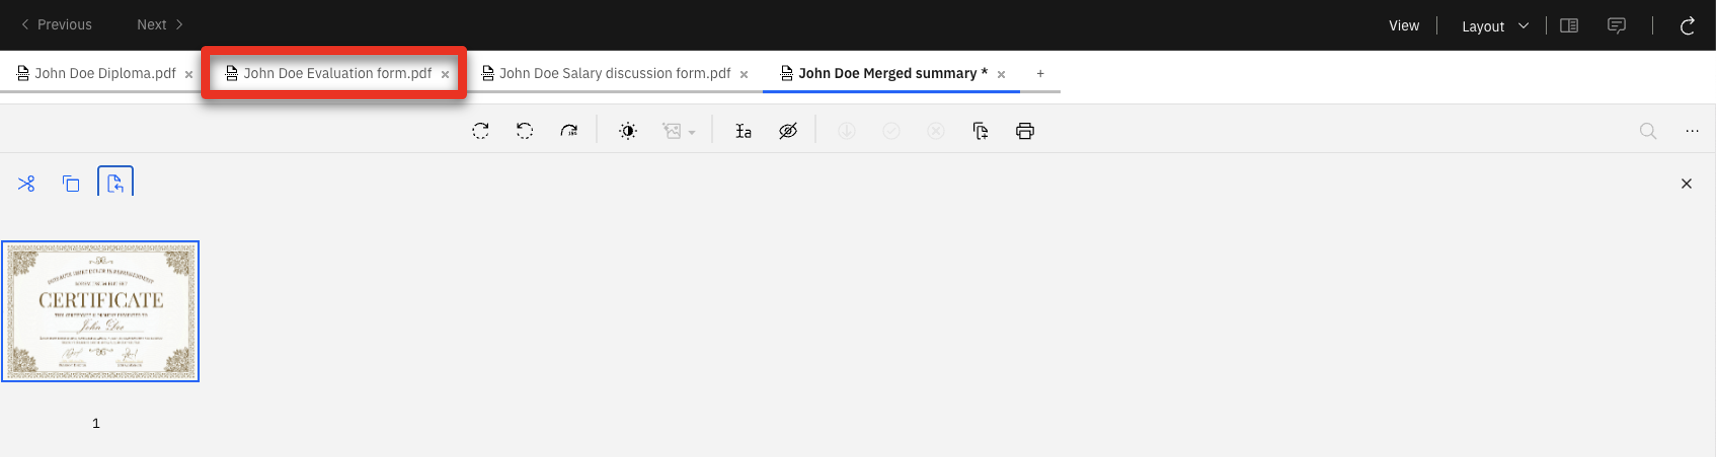 Previous Next View Layout
John Doe Diploma.pdf × John Doe Evaluation form.pdf × John Doe Salary discussion form.pdf × John Doe Merged summary * × +
CERTIFICATE
John Doe
1